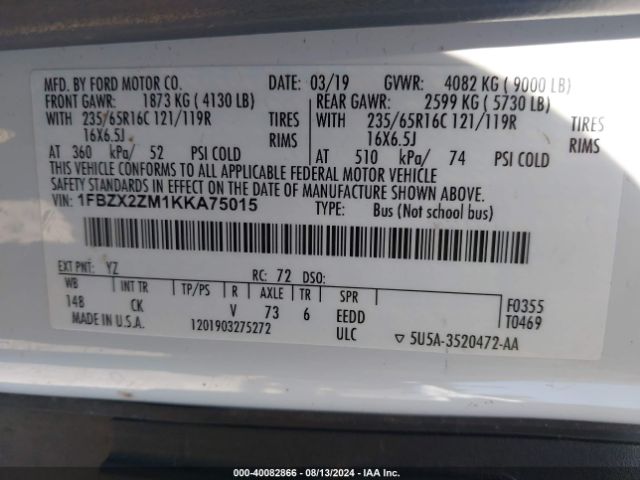 MFD. BY FORD MOTOR CO. DATE: 03/19 GVWR: 4082 KG ( 9000 LB)
FRONT GAWR: 1873 KG ( 4130 LB) REAR GAWR: 2599 KG ( 5730 LB)
WITH 235/65R16C 121/119R TIRES WITH 235/65R16C 121/119R TIRES
16X6.5J RIMS 16X6.5J RIMS
AT 360 kPa/ 52 PSI COLD AT 510 kPa/ 74 PSI COLD
THIS VEHICLE CONFORMS TO ALL APPLICABLE FEDERAL MOTOR VEHICLE
SAFETY STANDARDS IN EFFECT ON THE DATE OF MANUFACTURE SHOWN ABOVE.
VIN: 1FBZX2ZM1KKA75015 TYPE: Bus (Not school bus)
EXT PNT: YZ RC: 72 DSO:
WB INT TR TP/PS R AXLE TR SPR F0355
14B CK V 73 6 EEDD T0469
MADE IN U.S.A. 1201903275272 ULC ▽ 5U5A-3520472-AA
000-40082866 - 08/13/2024 - IAA Inc.